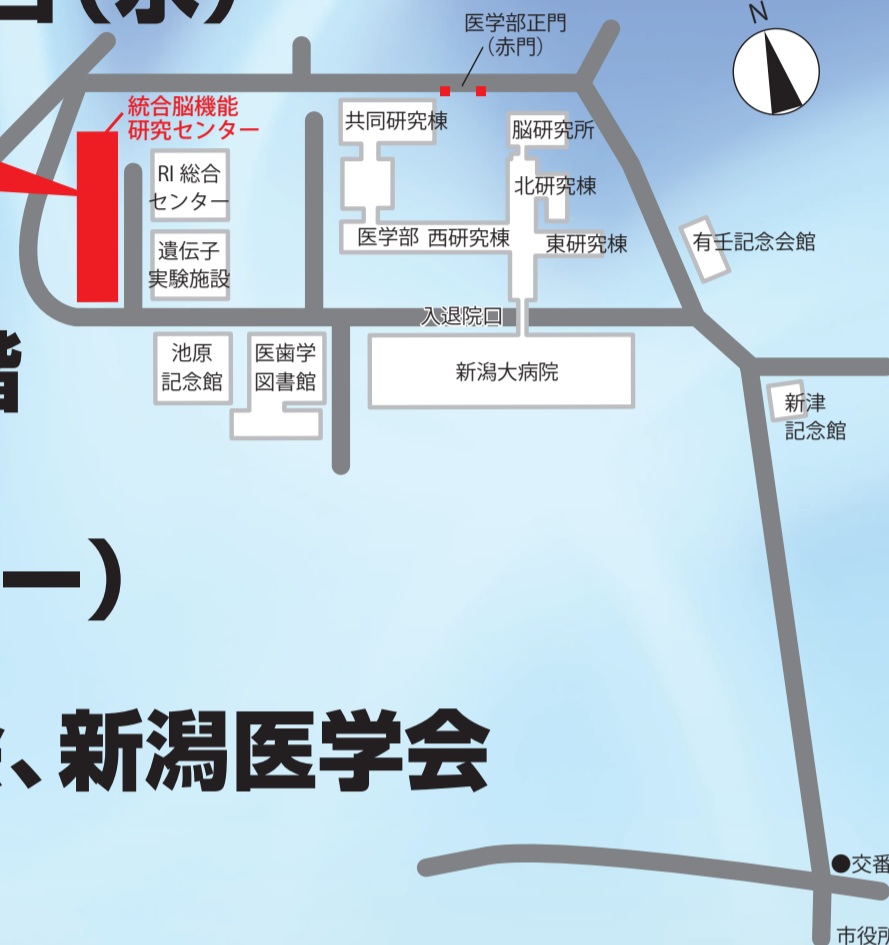 (水)
医学部正門
（赤門）
N
統合脳機能
研究センター
共同研究棟
脳研究所
RI 総合
センター
北研究棟
医学部 西研究棟
東研究棟
有壬記念会館
遺伝子
実験施設
入退院口
池原
記念館
医歯学
図書館
新潟大病院
新津
記念館
ー）
、新潟医学会
●交番
市役所